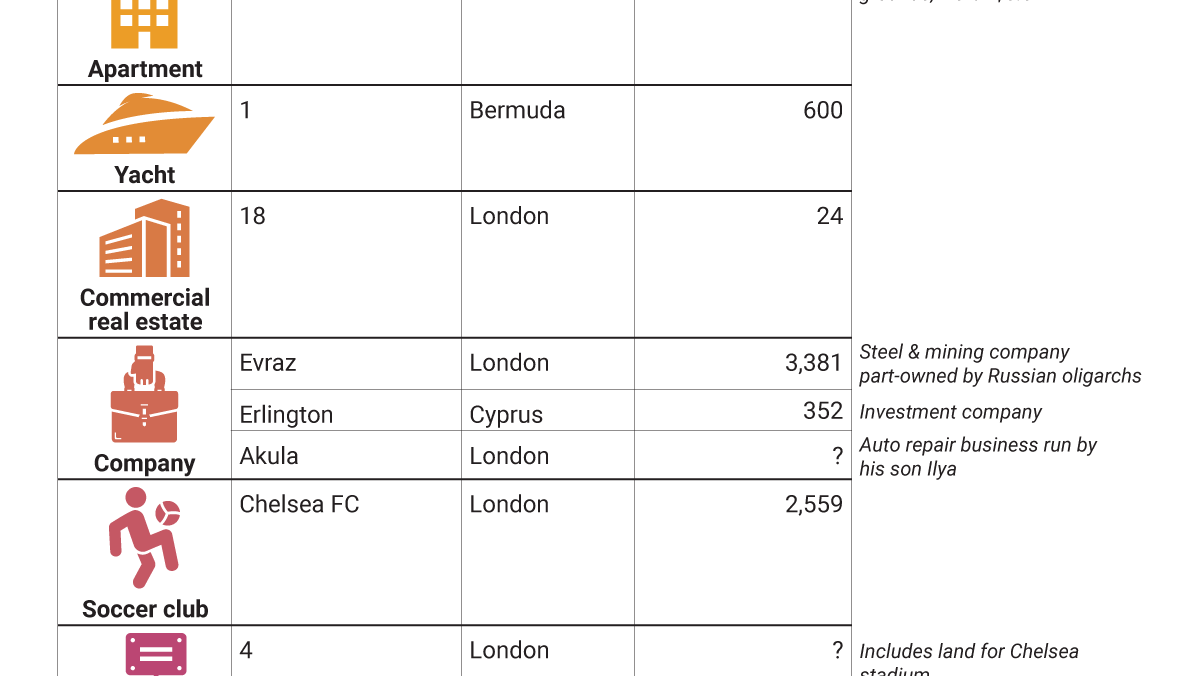 Apartment
1
Bermuda
600
Yacht
18
London
24
Commercial
real estate
Evraz
London
3,381
Steel & mining company
part-owned by Russian oligarchs
Erlington
Cyprus
352
Investment company
Akula
London
?
Auto repair business run by
his son Ilya
Company
Chelsea FC
London
2,559
Soccer club
4
London
?
Includes land for Chelsea
stadium